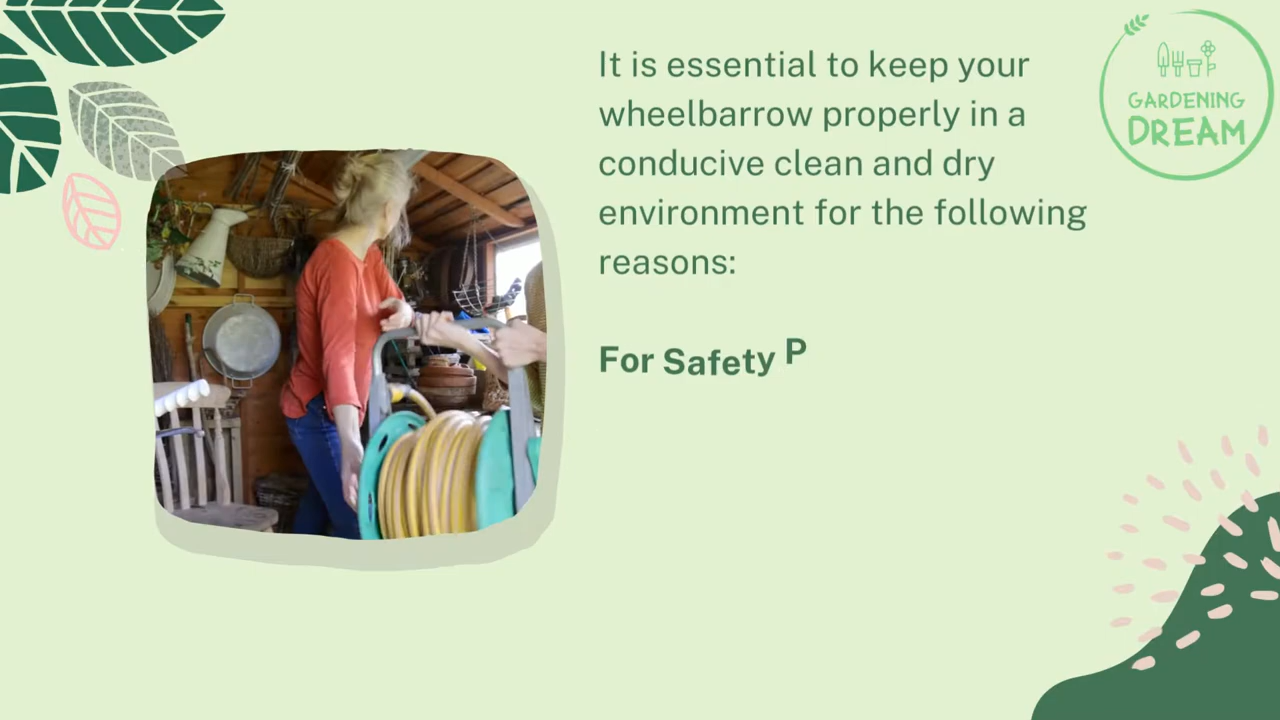 It is essential to keep your
wheelbarrow properly in a
conducive clean and dry
environment for the following
reasons:
For Safety P
GARDENING
DREAM